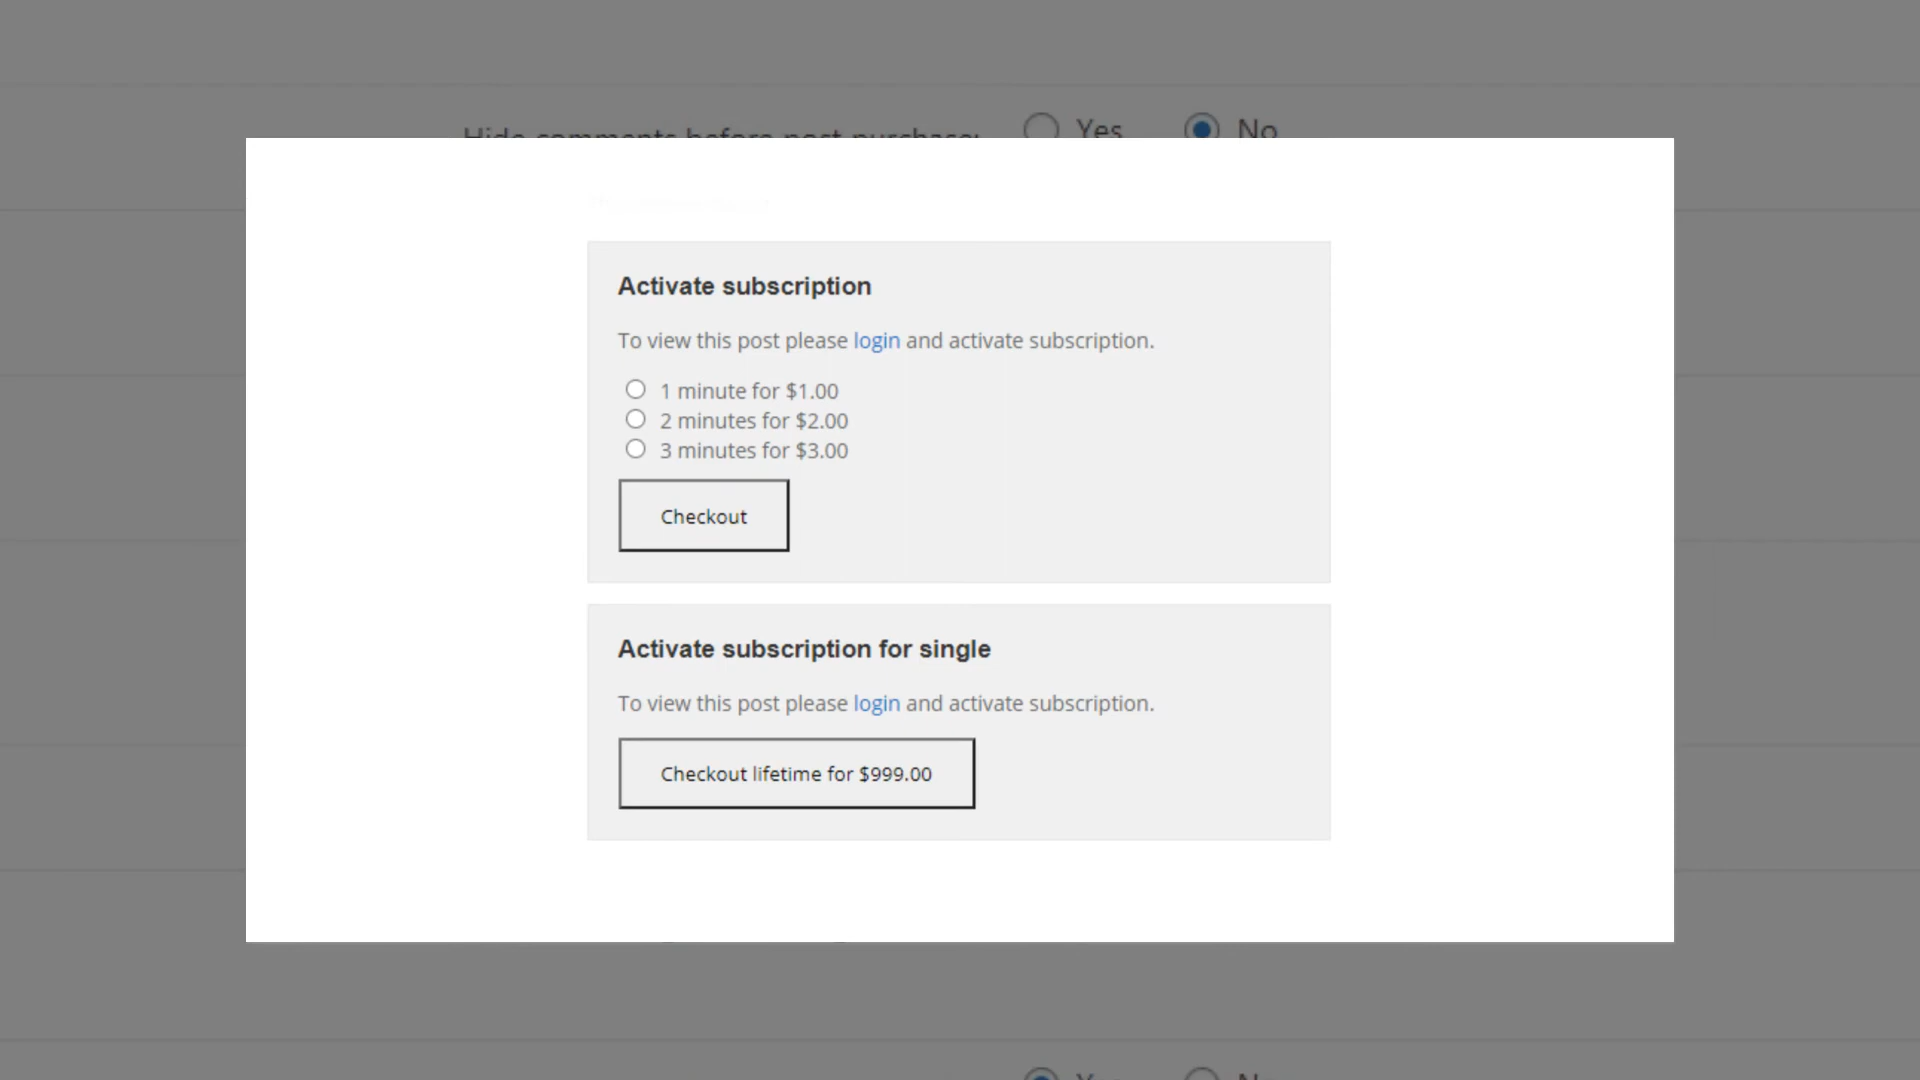 Hide comments before post purchase: Yes No
Activate subscription
To view this post please login and activate subscription.
1 minute for $1.00
2 minutes for $2.00
3 minutes for $3.00
Checkout
Activate subscription for single
To view this post please login and activate subscription.
Checkout lifetime for $999.00